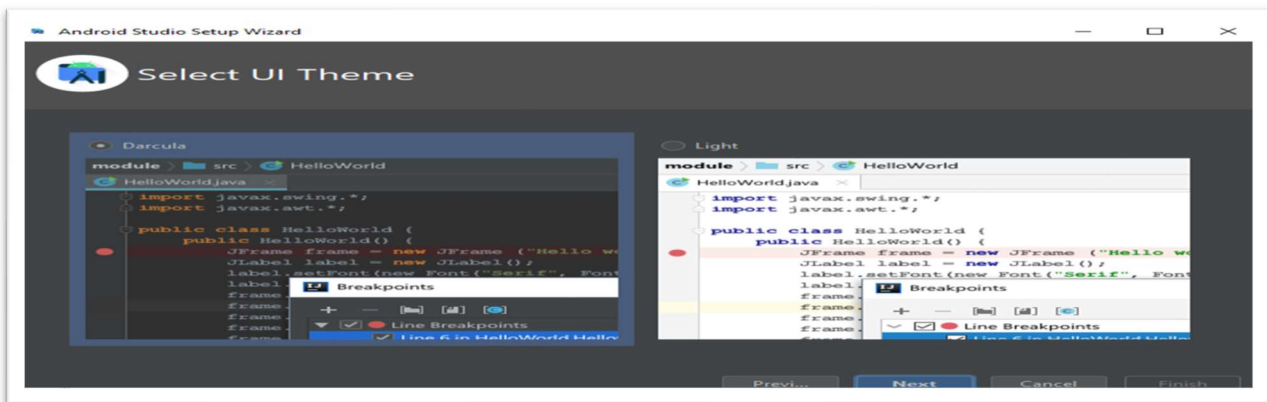 Android Studio Setup Wizard
Select UI Theme
Darcula
module src HelloWorld
HelloWorld.java
import javax.swing.*;
import javax.awt.*;
public class HelloWorld {
public HelloWorld() {
JFrame frame = new JFrame ("Hello wo
JLabel label = new JLabel();
label.setFont(new Font("Serif", Font
label.
frame.
frame.
frame.
frame.
Breakpoints
Line Breakpoints
Line 6 in HelloWorld.Hello
Light
module src HelloWorld
HelloWorld.java
import javax.swing.*;
import javax.awt.*;
public class HelloWorld {
public HelloWorld() {
JFrame frame = new JFrame ("Hello wo
JLabel label = new JLabel();
label.setFont(new Font("Serif", Font
label.
frame.
frame.
frame.
frame.
Breakpoints
Line Breakpoints
Line 6 in HelloWorld.Hello
Previ... Next Cancel Finish